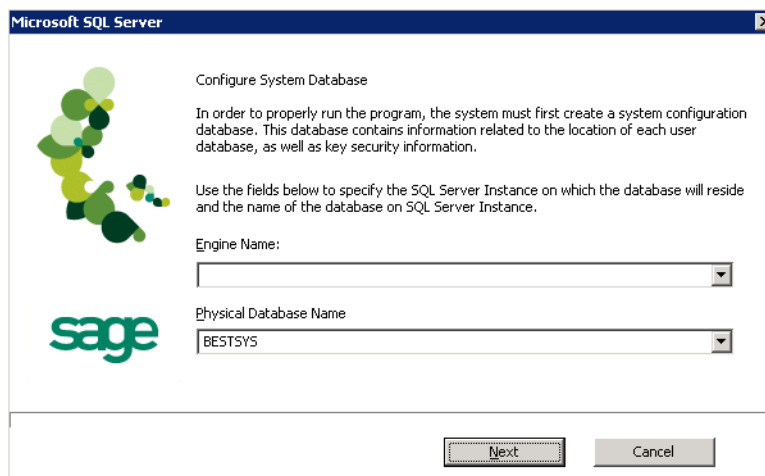 Microsoft SQL Server
Configure System Database
In order to properly run the program, the system must first create a system configuration
database. This database contains information related to the location of each user
database, as well as key security information.
Use the fields below to specify the SQL Server Instance on which the database will reside
and the name of the database on SQL Server Instance.
Engine Name:
sage
Physical Database Name
BESTSYS
Next
Cancel